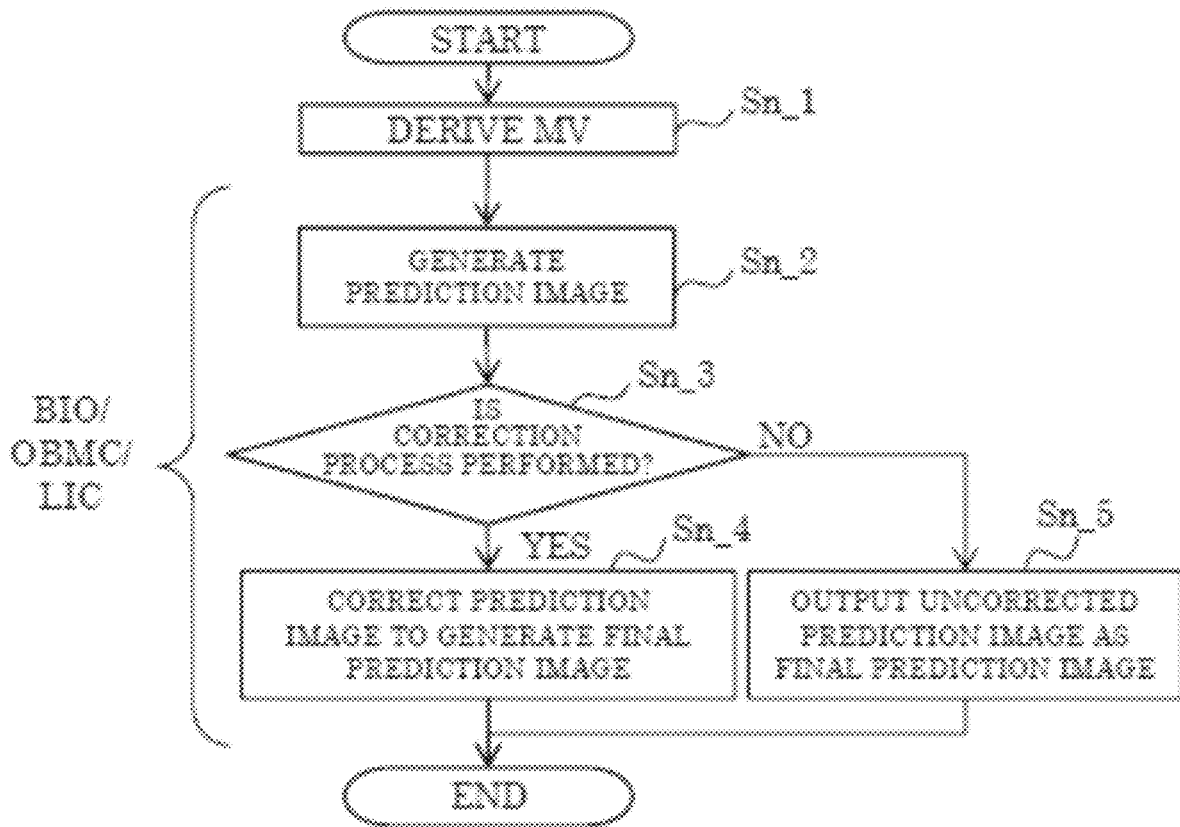 START
Sn_1
DERIVE MV
GENERATE
PREDICTION IMAGE
Sn_2
Sn_3
IS
CORRECTION
PROCESS PERFORMED?
NO
BIO/
OBMC/
LIC
YES
Sn_4
Sn_5
CORRECT PREDICTION
IMAGE TO GENERATE FINAL
PREDICTION IMAGE
OUTPUT UNCORRECTED
PREDICTION IMAGE AS
FINAL PREDICTION IMAGE
END